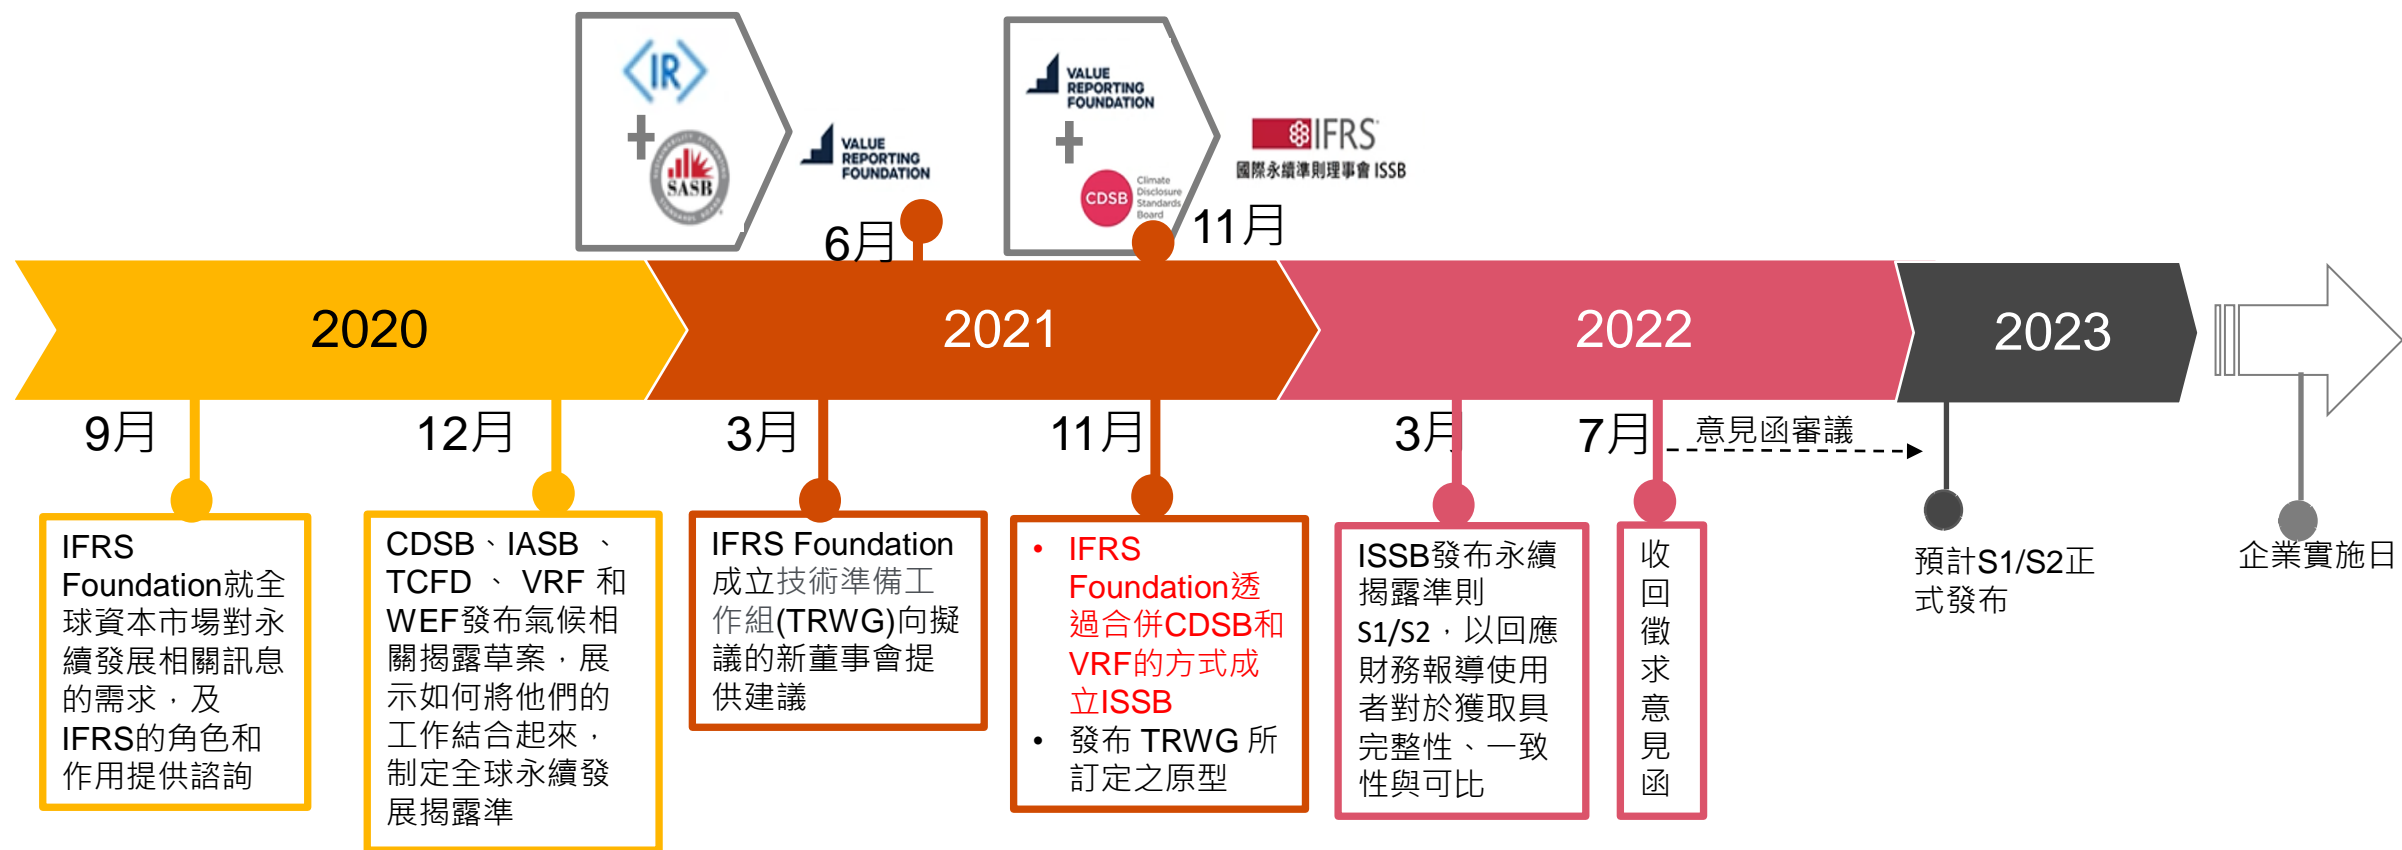 IR
SASB
VALUE
REPORTING
FOUNDATION
6月
VALUE
REPORTING
FOUNDATION
CDSB
Climate
Disclosure
Standards
Board
11月
IFRS
國際永續準則理事會 ISSB
2020
2021
2022
2023
9月
IFRS
Foundation就全
球資本市場對永
續發展相關訊息
的需求，及
IFRS的角色和
作用提供諮詢
12月
CDSB、IASB 、
TCFD 、 VRF 和
WEF發布氣候相
關揭露草案，展
示如何將他們的
工作結合起來，
制定全球永續發
展揭露準
3月
IFRS Foundation
成立技術準備工
作組(TRWG)向擬
議的新董事會提
供建議
11月
• IFRS
Foundation透
過合併CDSB和
VRF的方式成
立ISSB
• 發布 TRWG 所
訂定之原型
3月
ISSB發布永續
揭露準則
S1/S2，以回應
財務報導使用
者對於獲取具
完整性、一致
性與可比
7月
收
回
徵
求
意
見
函
意見函審議
預計S1/S2正
式發布
企業實施日